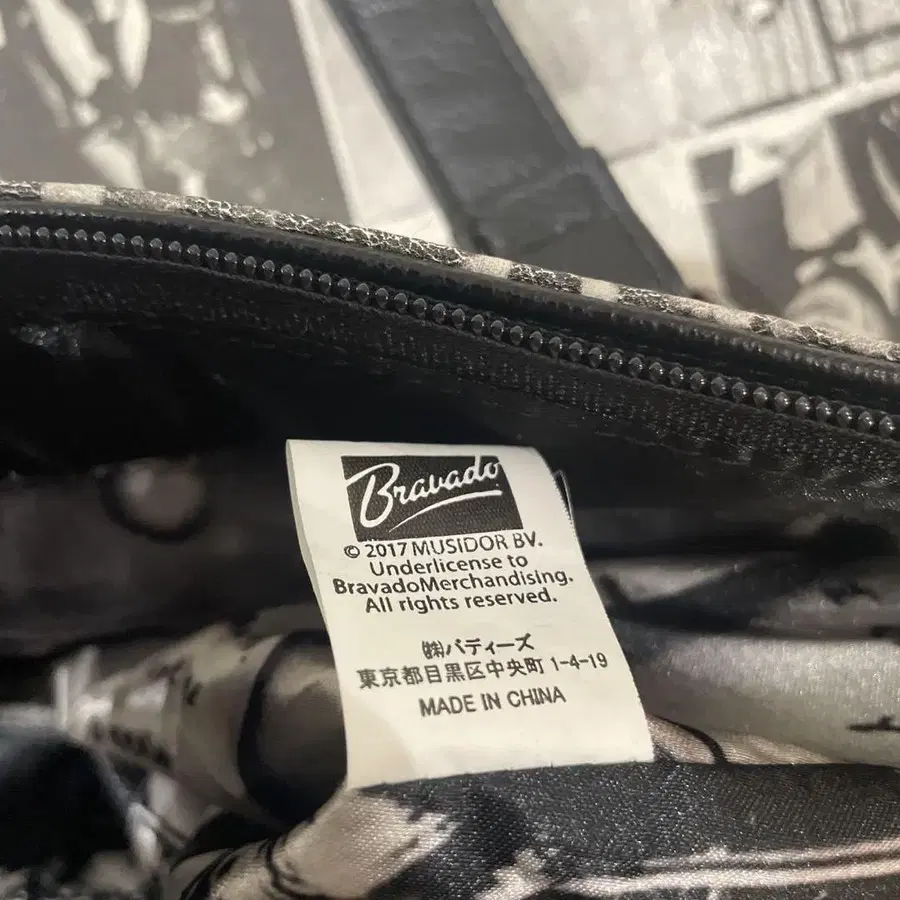 Bravado
© 2017 MUSIDOR BV.
Underlicense to
BravadoMerchandising.
All rights reserved.
㈱バディーズ
東京都目黒区中央町 1-4-19
MADE IN CHINA